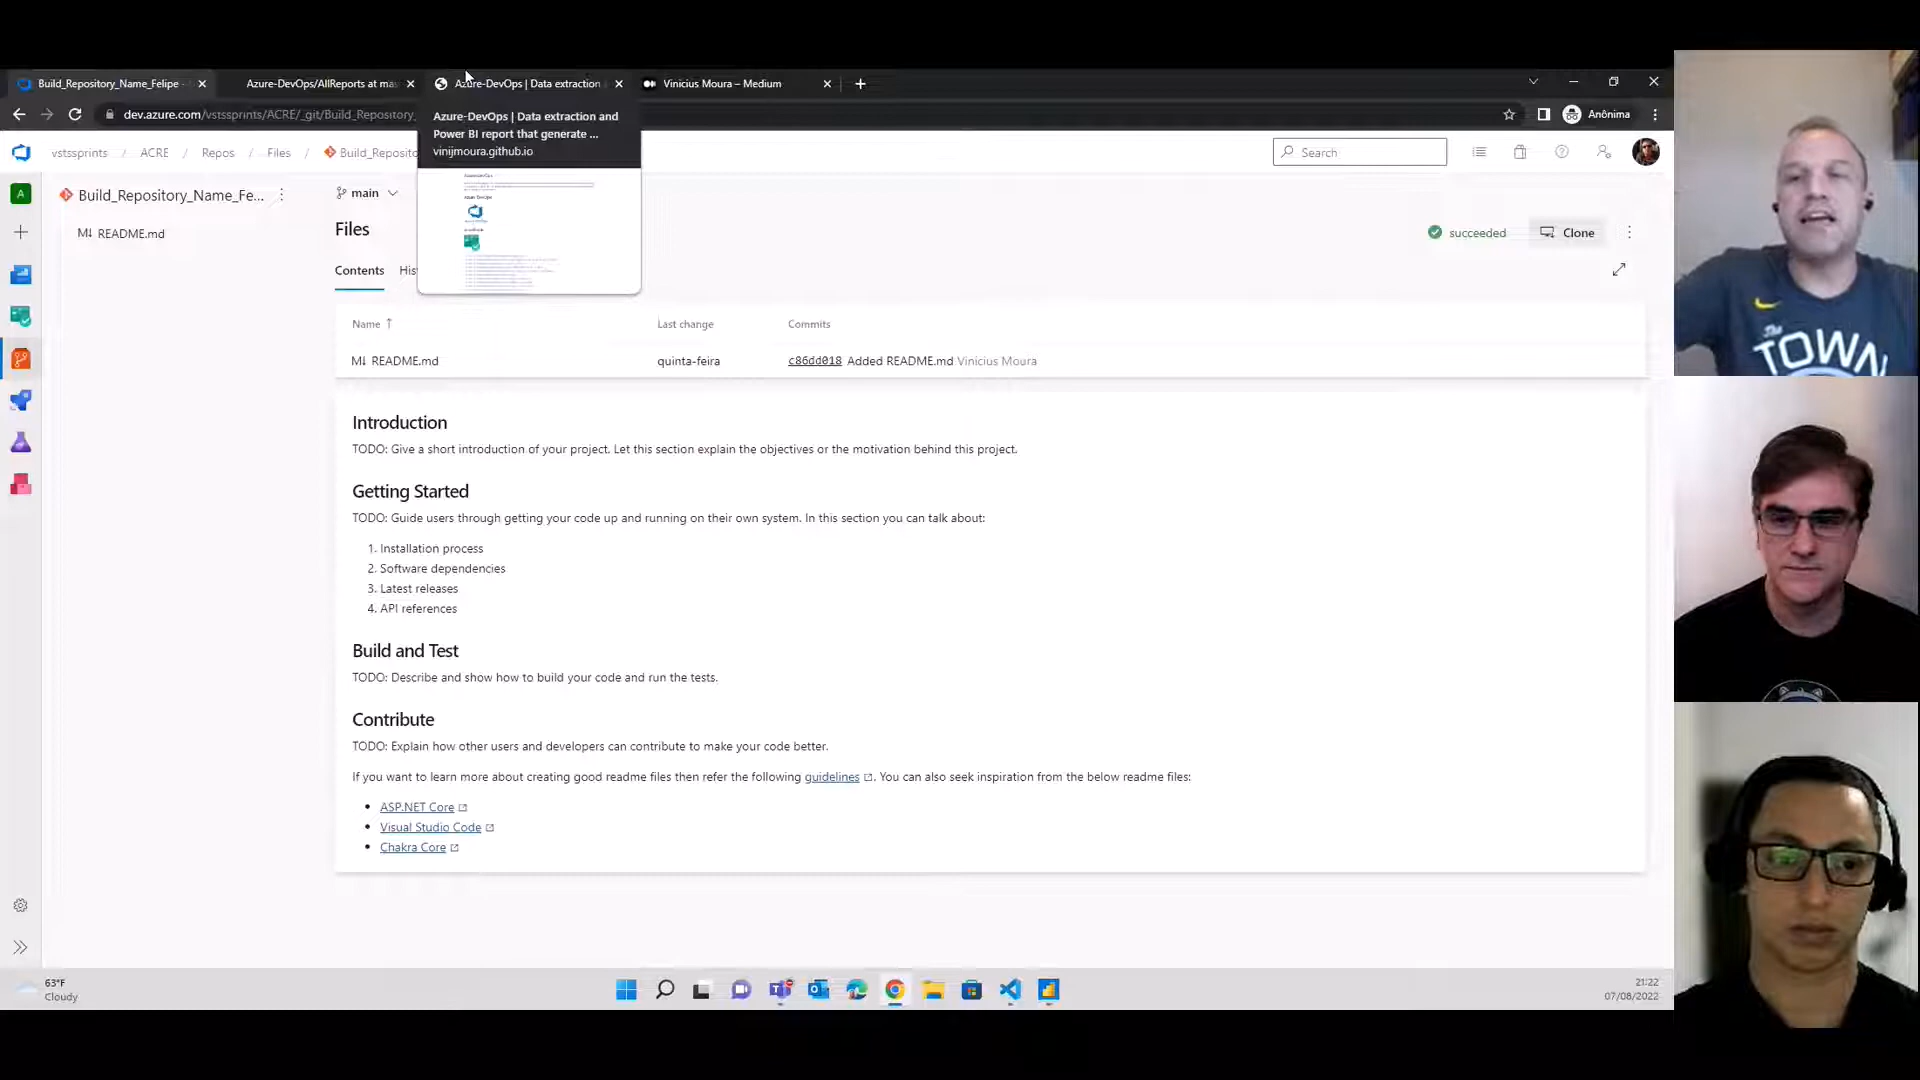 Build_Repository_Name_Felipe -
Azure-DevOps/AllReports at mas
Azure-DevOps | Data extraction
Vinicius Moura – Medium
dev.azure.com/vstssprints/ACRE/_git/Build_Repository_
Anônima
Azure-DevOps | Data extraction and
Power BI report that generate ...
vinijmoura.github.io
vstssprints / ACRE / Repos / Files / Build_Reposito
Search
A
Build_Repository_Name_Fe...
main
README.md
Files
succeeded
Clone
Contents
His
Name ↑ Last change Commits
README.md quinta-feira c86dd018 Added README.md Vinicius Moura
Introduction
TODO: Give a short introduction of your project. Let this section explain the objectives or the motivation behind this project.
Getting Started
TODO: Guide users through getting your code up and running on their own system. In this section you can talk about:
1. Installation process
2. Software dependencies
3. Latest releases
4. API references
Build and Test
TODO: Describe and show how to build your code and run the tests.
Contribute
TODO: Explain how other users and developers can contribute to make your code better.
If you want to learn more about creating good readme files then refer the following guidelines. You can also seek inspiration from the below readme files:
• ASP.NET Core
• Visual Studio Code
• Chakra Core
63°F
Cloudy
21:22
07/08/2022
The
TOWN